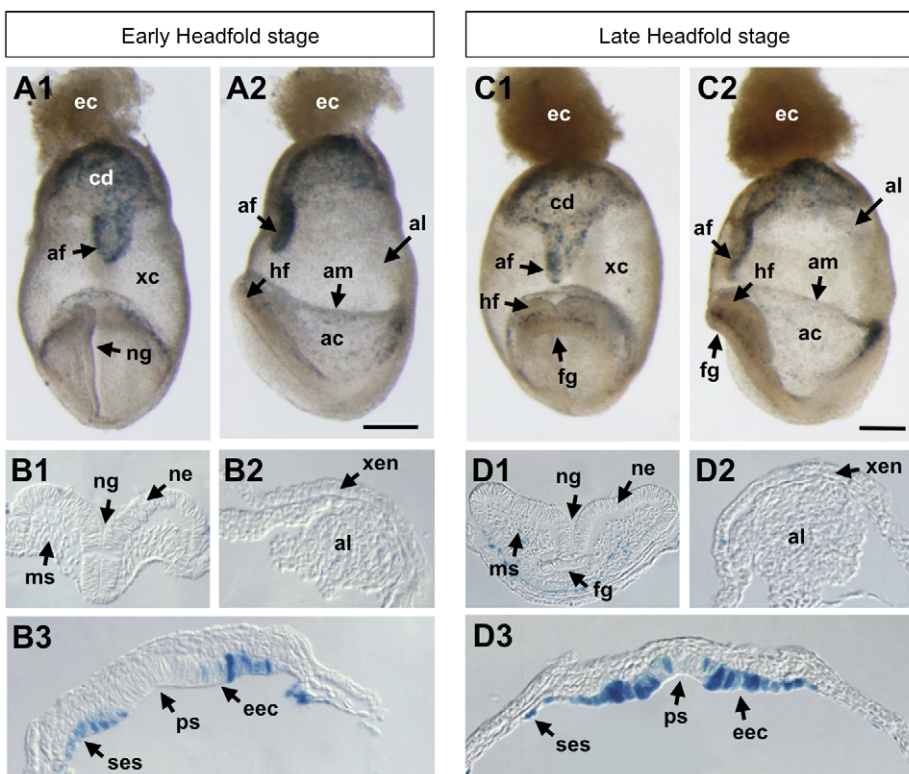 Early Headfold stage
Late Headfold stage
A1
ec
cd
af
xc
ng
A2
ec
af
al
hf
am
ac
C1
ec
cd
af
xc
hf
fg
C2
ec
al
af
hf
am
ac
fg
B1
ng
ne
ms
B2
xen
al
D1
ng
ne
ms
fg
D2
xen
al
B3
ps
eec
ses
D3
ps
eec
ses